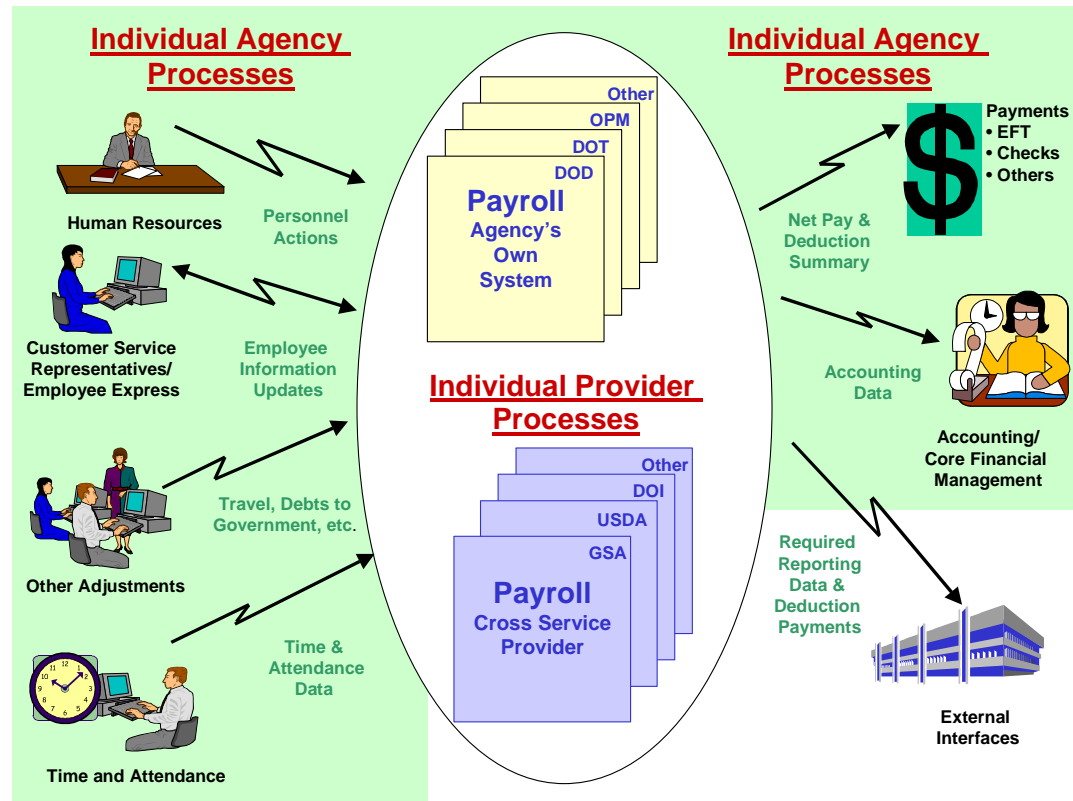 Individual Agency
Processes
Human Resources
Personnel
Actions
Customer Service
Representatives/
Employee Express
Employee
Information
Updates
Other Adjustments
Travel, Debts to
Government, etc.
Time and Attendance
Time &
Attendance
Data
Other
OPM
DOT
DOD
Payroll
Agency's
Own
System
Individual Provider
Processes
Other
DOI
USDA
GSA
Payroll
Cross Service
Provider
Individual Agency
Processes
Payments
• EFT
• Checks
• Others
$
Net Pay &
Deduction
Summary
Accounting
Data
Accounting/
Core Financial
Management
Required
Reporting
Data &
Deduction
Payments
External
Interfaces